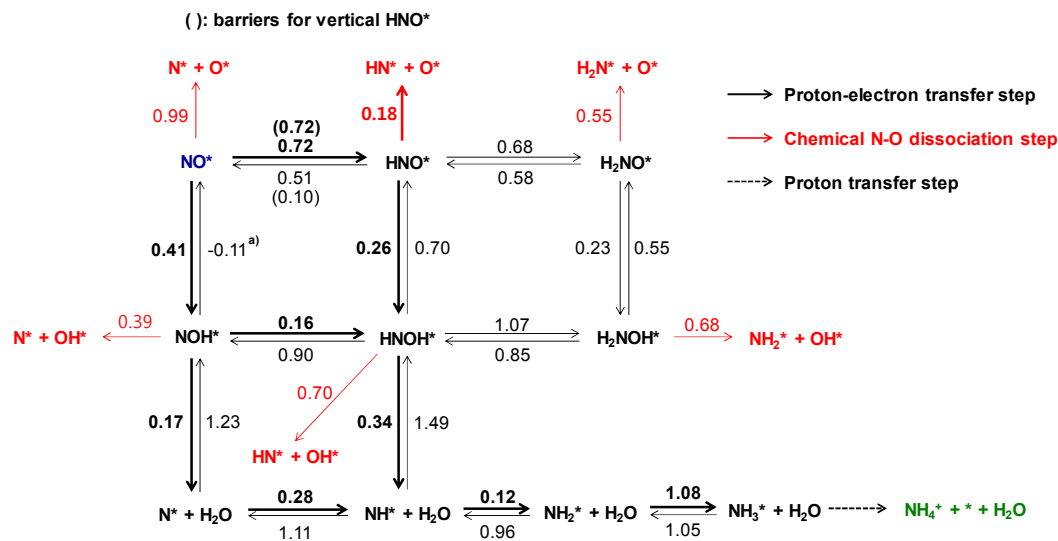 ( ): barriers for vertical HNO*
N* + O* HN* + O* H₂N* + O*
Proton-electron transfer step
0.99 (0.72) 0.18 0.55
Chemical N-O dissociation step
0.72 0.68
NO* HNO* H₂NO*
Proton transfer step
0.51 0.58
(0.10)
0.41 -0.11ᵃ⁾ 0.26 0.70 0.23 0.55
N* + OH* 0.39 NOH* 0.16 HNOH* 1.07 H₂NOH* 0.68 NH₂* + OH*
0.90 0.85
0.70
0.17 1.23 0.34 1.49
HN* + OH*
0.28 0.12 1.08
N* + H₂O NH* + H₂O NH₂* + H₂O NH₃* + H₂O NH₄⁺ + * + H₂O
1.11 0.96 1.05